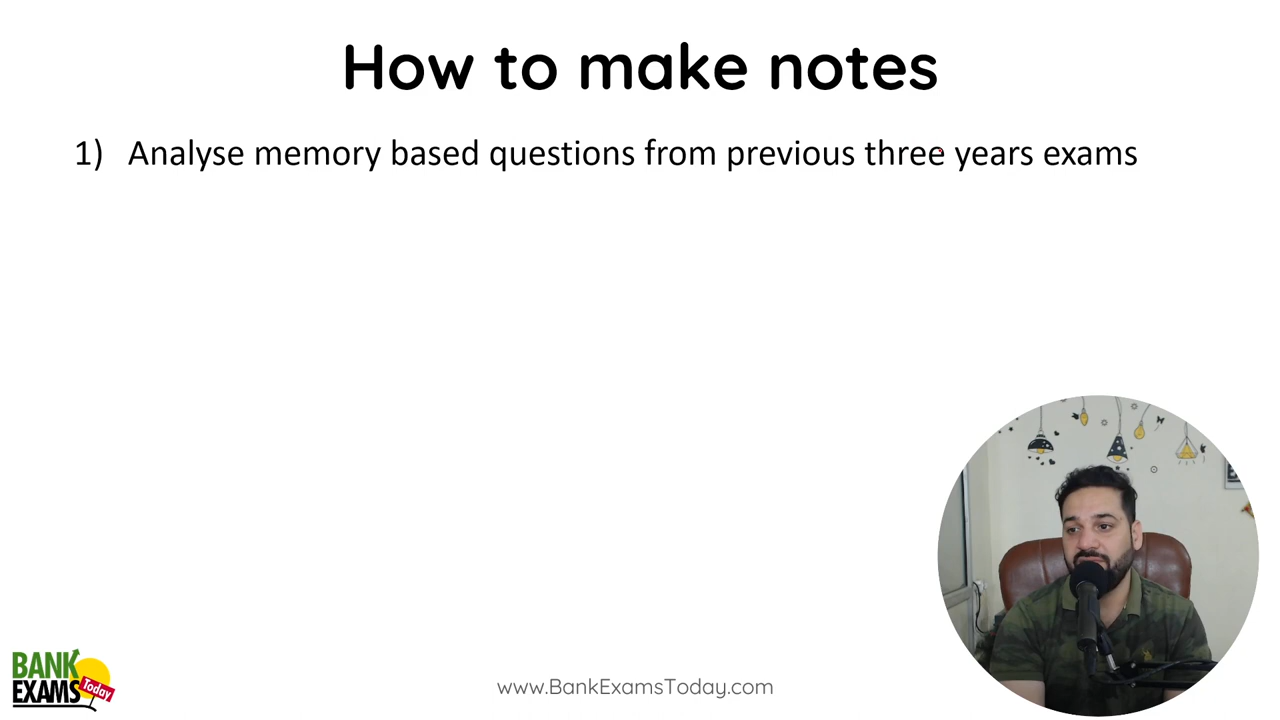 How to make notes
1) Analyse memory based questions from previous three years exams
BANK
EXAMS
Today
www.BankExamsToday.com